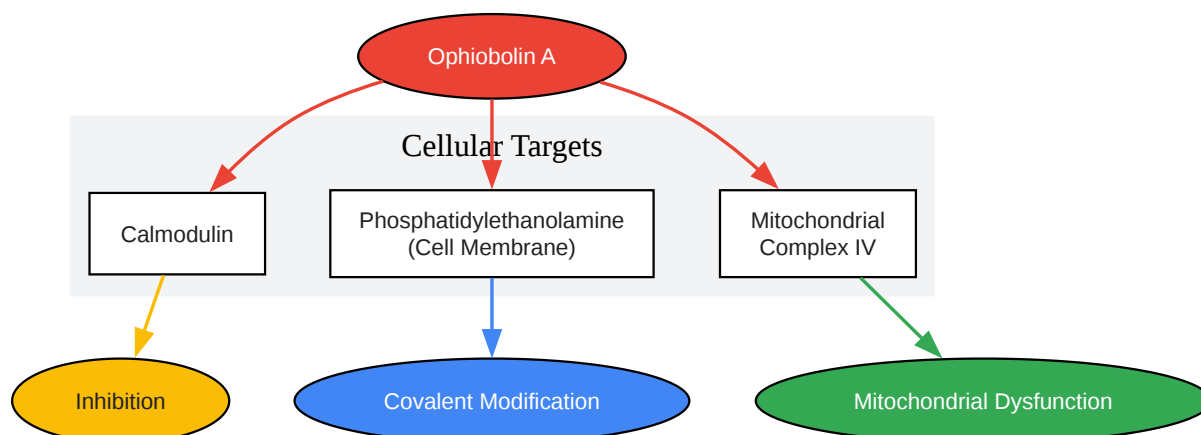 Ophiobolin A
Cellular Targets
Calmodulin
Phosphatidylethanolamine
(Cell Membrane)
Mitochondrial
Complex IV
Inhibition
Covalent Modification
Mitochondrial Dysfunction